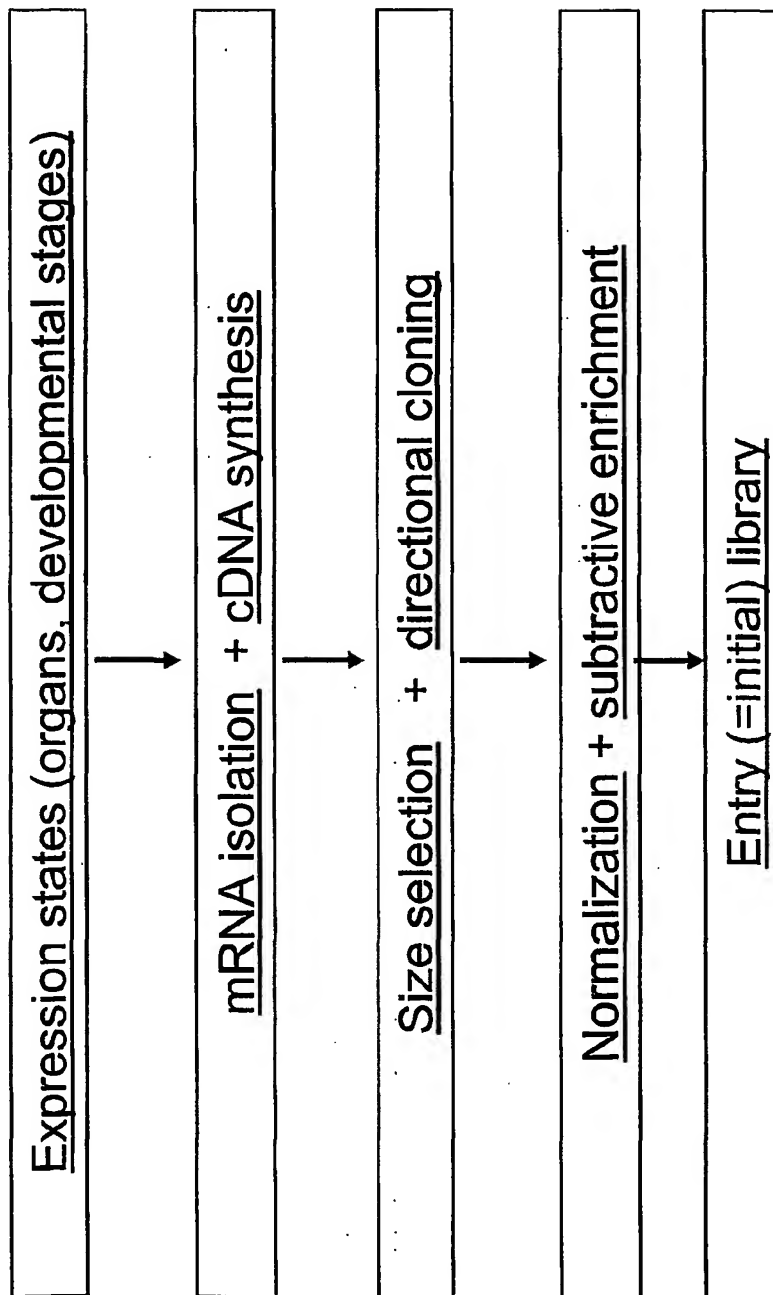 Expression states (organs, developmental stages)
mRNA isolation + cDNA synthesis
Size selection + directional cloning
Normalization + subtractive enrichment
Entry (=initial) library